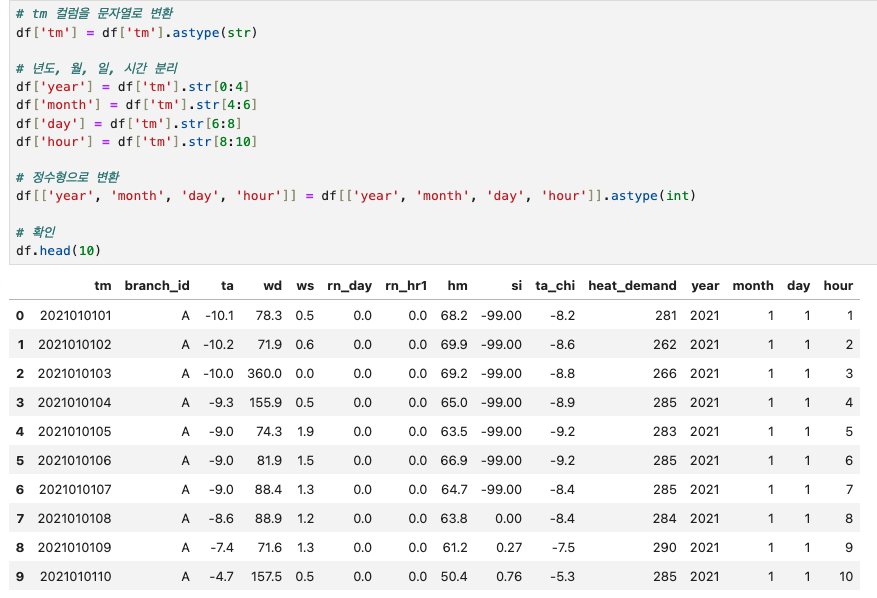 # tm 컬럼을 문자열로 변환
df['tm'] = df['tm'].astype(str)
# 년도, 월, 일, 시간 분리
df['year'] = df['tm'].str[0:4]
df['month'] = df['tm'].str[4:6]
df['day'] = df['tm'].str[6:8]
df['hour'] = df['tm'].str[8:10]
# 정수형으로 변환
df[['year', 'month', 'day', 'hour']] = df[['year', 'month', 'day', 'hour']].astype(int)
# 확인
df.head(10)
tm branch_id ta wd ws rn_day rn_hr1 hm si ta_chi heat_demand year month day hour
0 2021010101 A -10.1 78.3 0.5 0.0 0.0 68.2 -99.00 -8.2 281 2021 1 1 1
1 2021010102 A -10.2 71.9 0.6 0.0 0.0 69.9 -99.00 -8.6 262 2021 1 1 2
2 2021010103 A -10.0 360.0 0.0 0.0 0.0 69.2 -99.00 -8.8 266 2021 1 1 3
3 2021010104 A -9.3 155.9 0.5 0.0 0.0 65.0 -99.00 -8.9 285 2021 1 1 4
4 2021010105 A -9.0 74.3 1.9 0.0 0.0 63.5 -99.00 -9.2 283 2021 1 1 5
5 2021010106 A -9.0 81.9 1.5 0.0 0.0 66.9 -99.00 -9.2 285 2021 1 1 6
6 2021010107 A -9.0 88.4 1.3 0.0 0.0 64.7 -99.00 -8.4 285 2021 1 1 7
7 2021010108 A -8.6 88.9 1.2 0.0 0.0 63.8 0.00 -8.4 284 2021 1 1 8
8 2021010109 A -7.4 71.6 1.3 0.0 0.0 61.2 0.27 -7.5 290 2021 1 1 9
9 2021010110 A -4.7 157.5 0.5 0.0 0.0 50.4 0.76 -5.3 285 2021 1 1 10